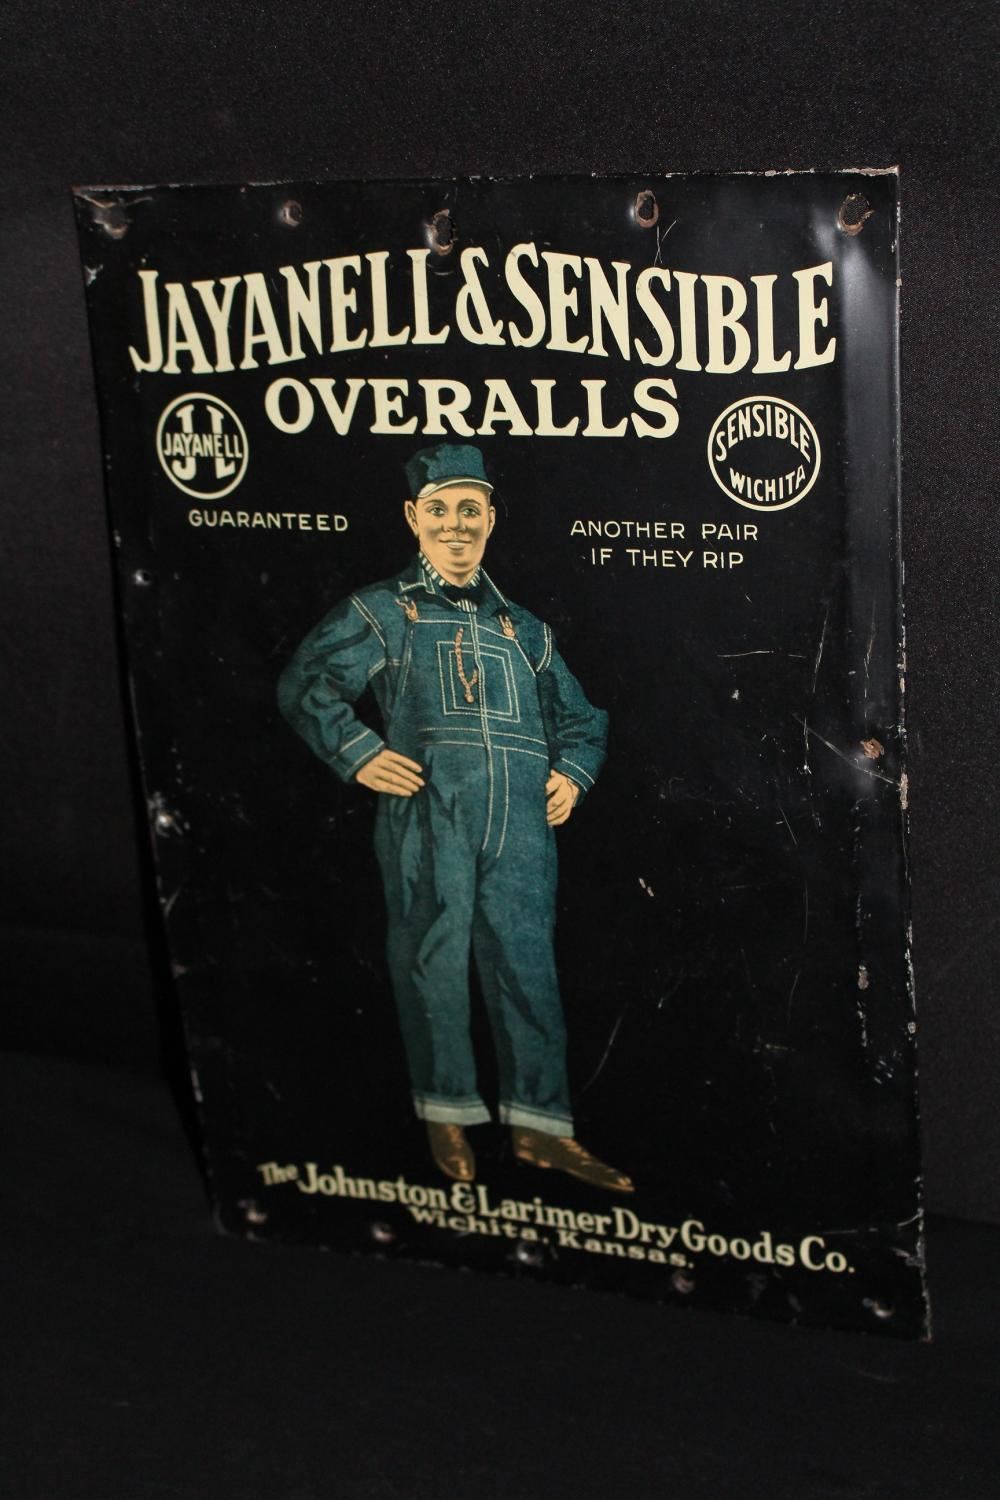 JAYANELL & SENSIBLE
OVERALLS
JL
JAYANELL
SENSIBLE
WICHITA
GUARANTEED
ANOTHER PAIR
IF THEY RIP
The Johnston & Larimer Dry Goods Co.
Wichita, Kansas.